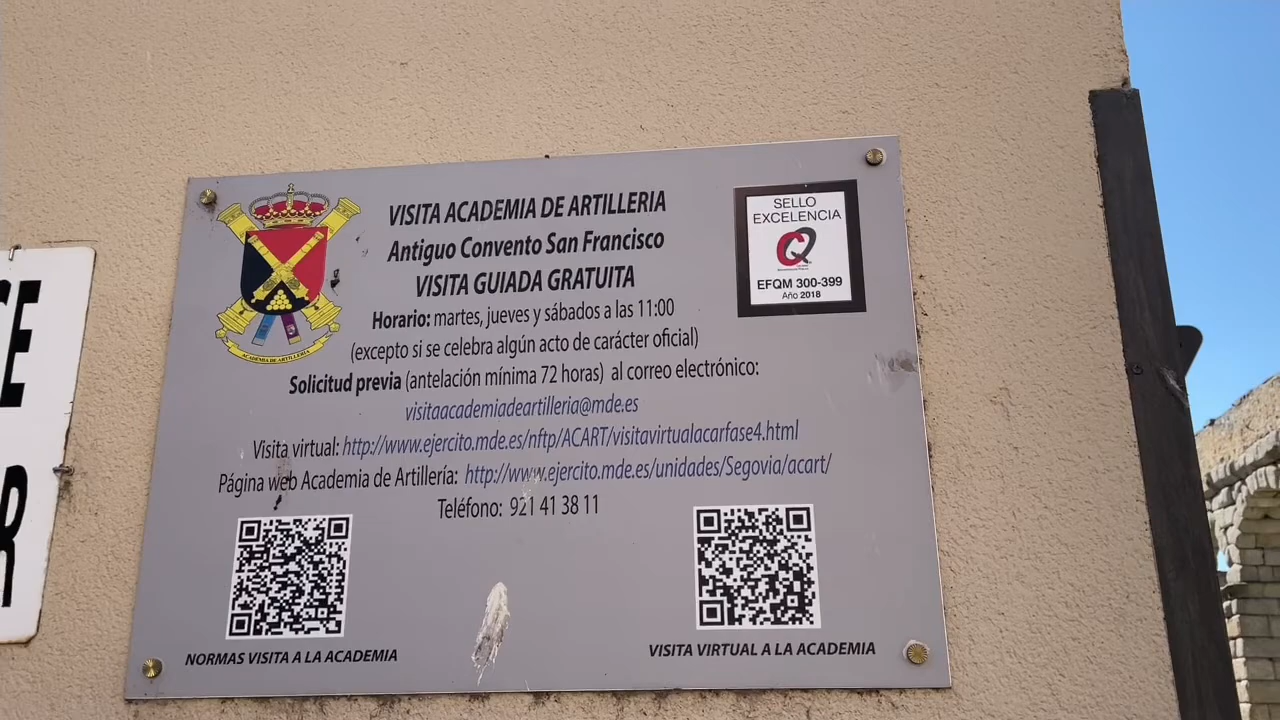 CE
R
ACADEMIA DE ARTILLERIA
VISITA ACADEMIA DE ARTILLERIA
Antiguo Convento San Francisco
VISITA GUIADA GRATUITA
Horario: martes, jueves y sábados a las 11:00
(excepto si se celebra algún acto de carácter oficial)
Solicitud previa (antelación mínima 72 horas) al correo electrónico:
visitaacademiadeartilleria@mde.es
Visita virtual: http://www.ejercito.mde.es/nftp/ACART/visitavirtualacarfase4.html
Página web Academia de Artillería: http://www.ejercito.mde.es/unidades/Segovia/acart/
Teléfono: 921 41 38 11
SELLO
EXCELENCIA
CQ
EFQM 300-399
Año 2018
NORMAS VISITA A LA ACADEMIA
VISITA VIRTUAL A LA ACADEMIA